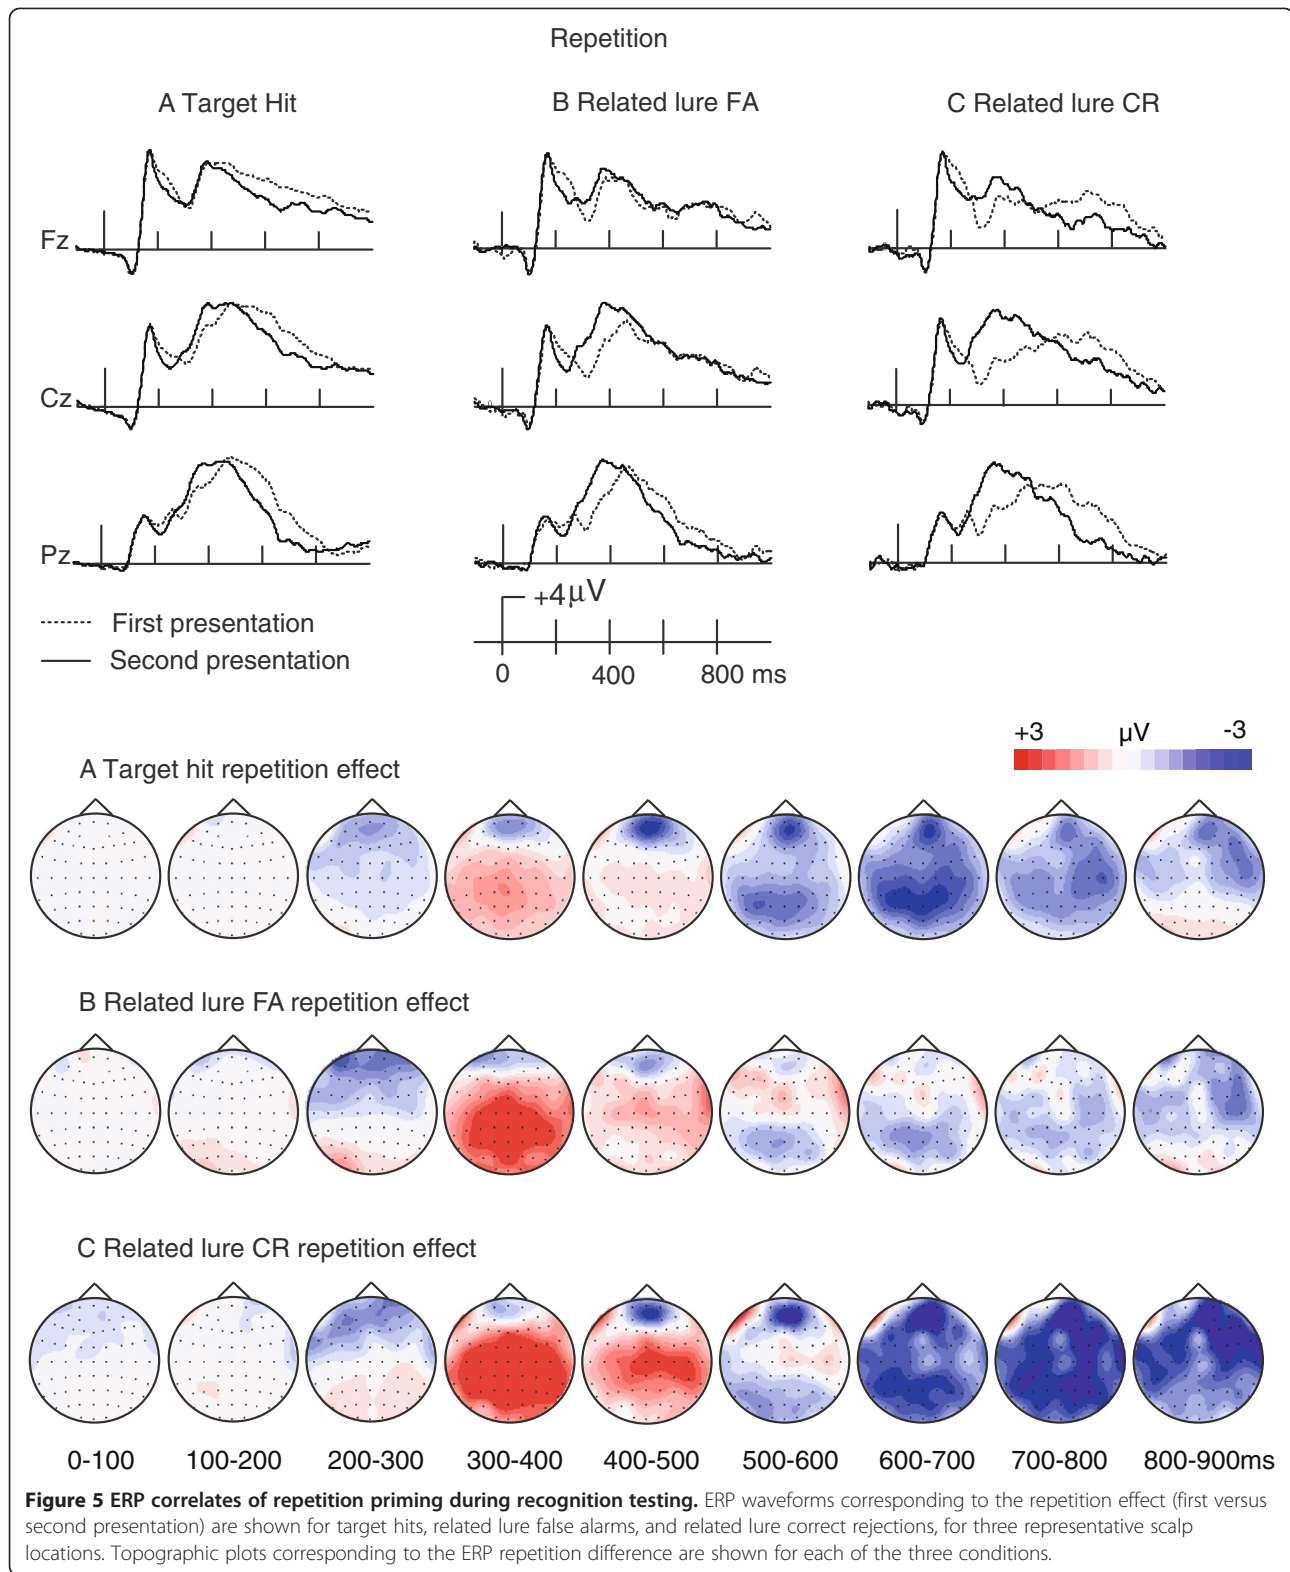 Repetition
A Target Hit
B Related lure FA
C Related lure CR
Fz
Cz
Pz
+4μV
First presentation
Second presentation
0 400 800 ms
+3 μV -3
A Target hit repetition effect
B Related lure FA repetition effect
C Related lure CR repetition effect
0-100 100-200 200-300 300-400 400-500 500-600 600-700 700-800 800-900ms
Figure 5 ERP correlates of repetition priming during recognition testing. ERP waveforms corresponding to the repetition effect (first versus
second presentation) are shown for target hits, related lure false alarms, and related lure correct rejections, for three representative scalp
locations. Topographic plots corresponding to the ERP repetition difference are shown for each of the three conditions.